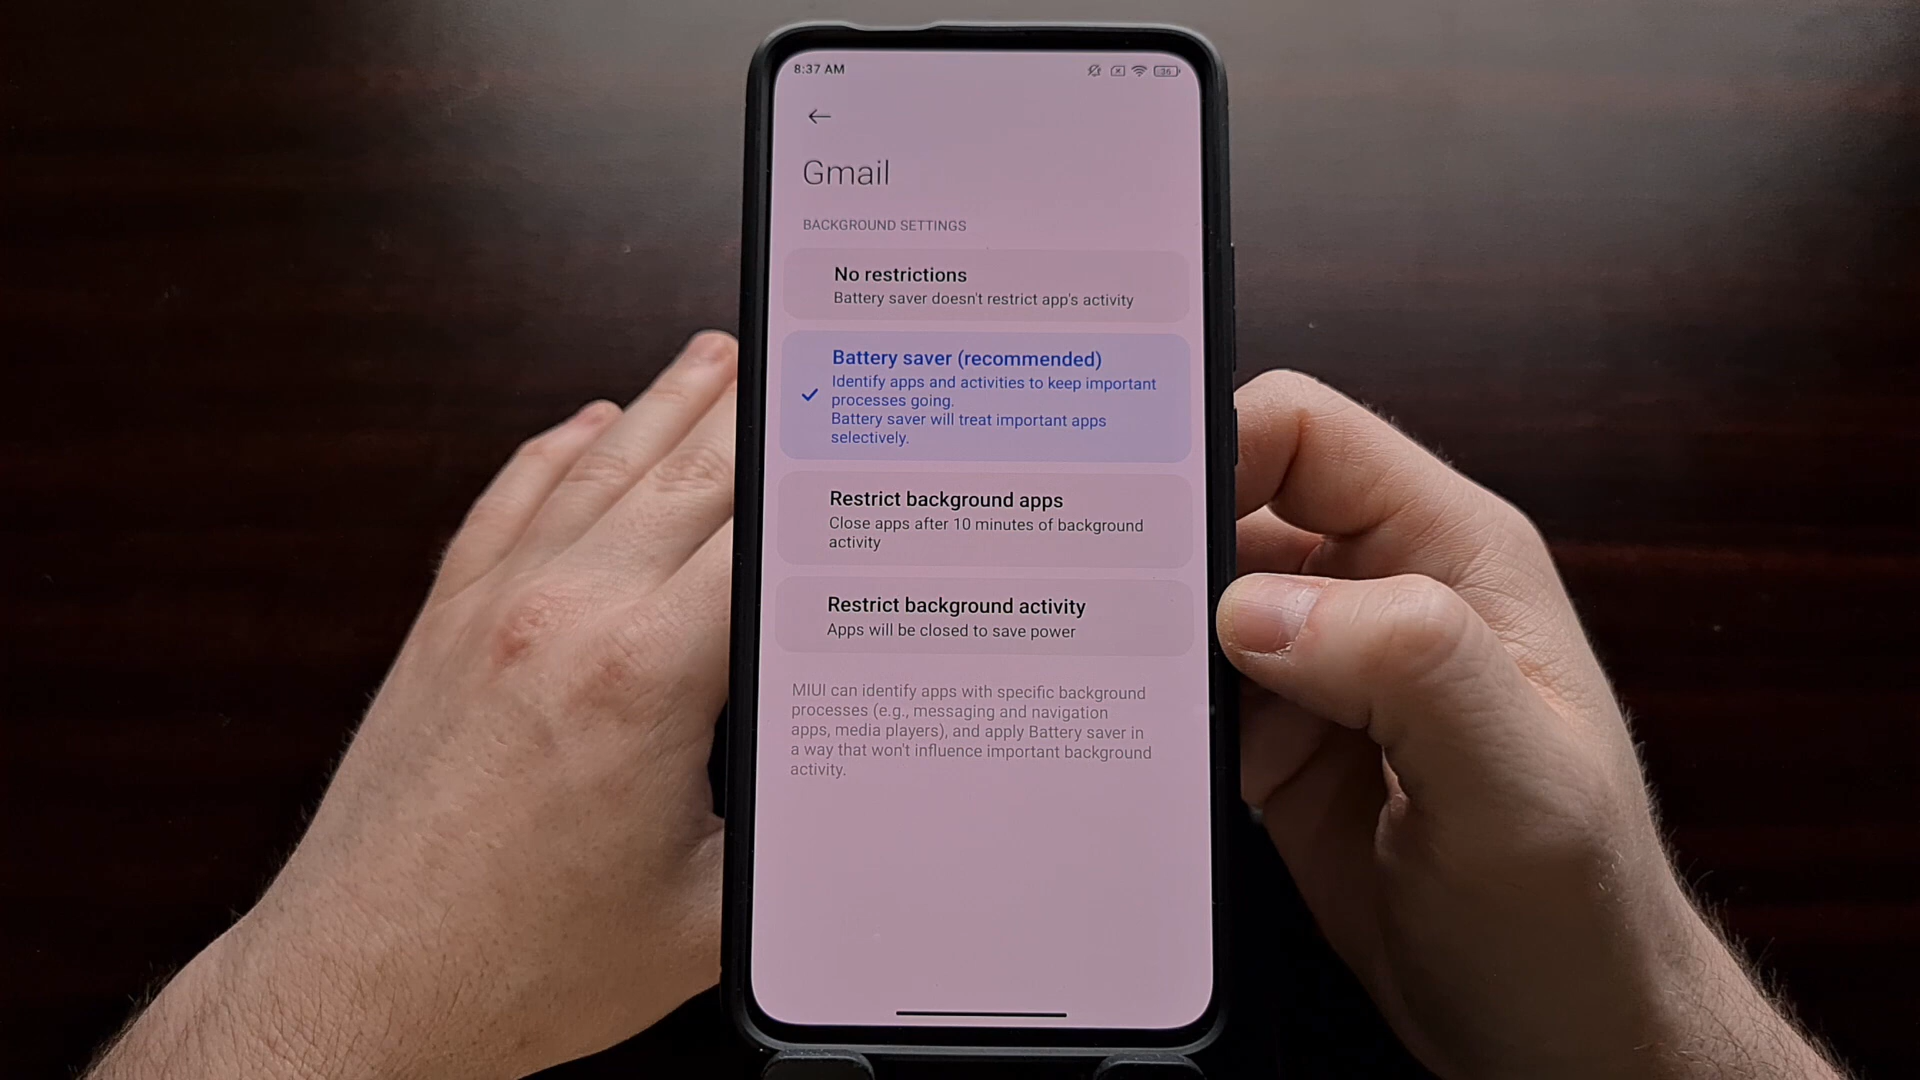 8:37 AM
36
Gmail
BACKGROUND SETTINGS
No restrictions
Battery saver doesn't restrict app's activity
Battery saver (recommended)
Identify apps and activities to keep important
processes going.
Battery saver will treat important apps
selectively.
Restrict background apps
Close apps after 10 minutes of background
activity
Restrict background activity
Apps will be closed to save power
MIUI can identify apps with specific background
processes (e.g., messaging and navigation
apps, media players), and apply Battery saver in
a way that won't influence important background
activity.